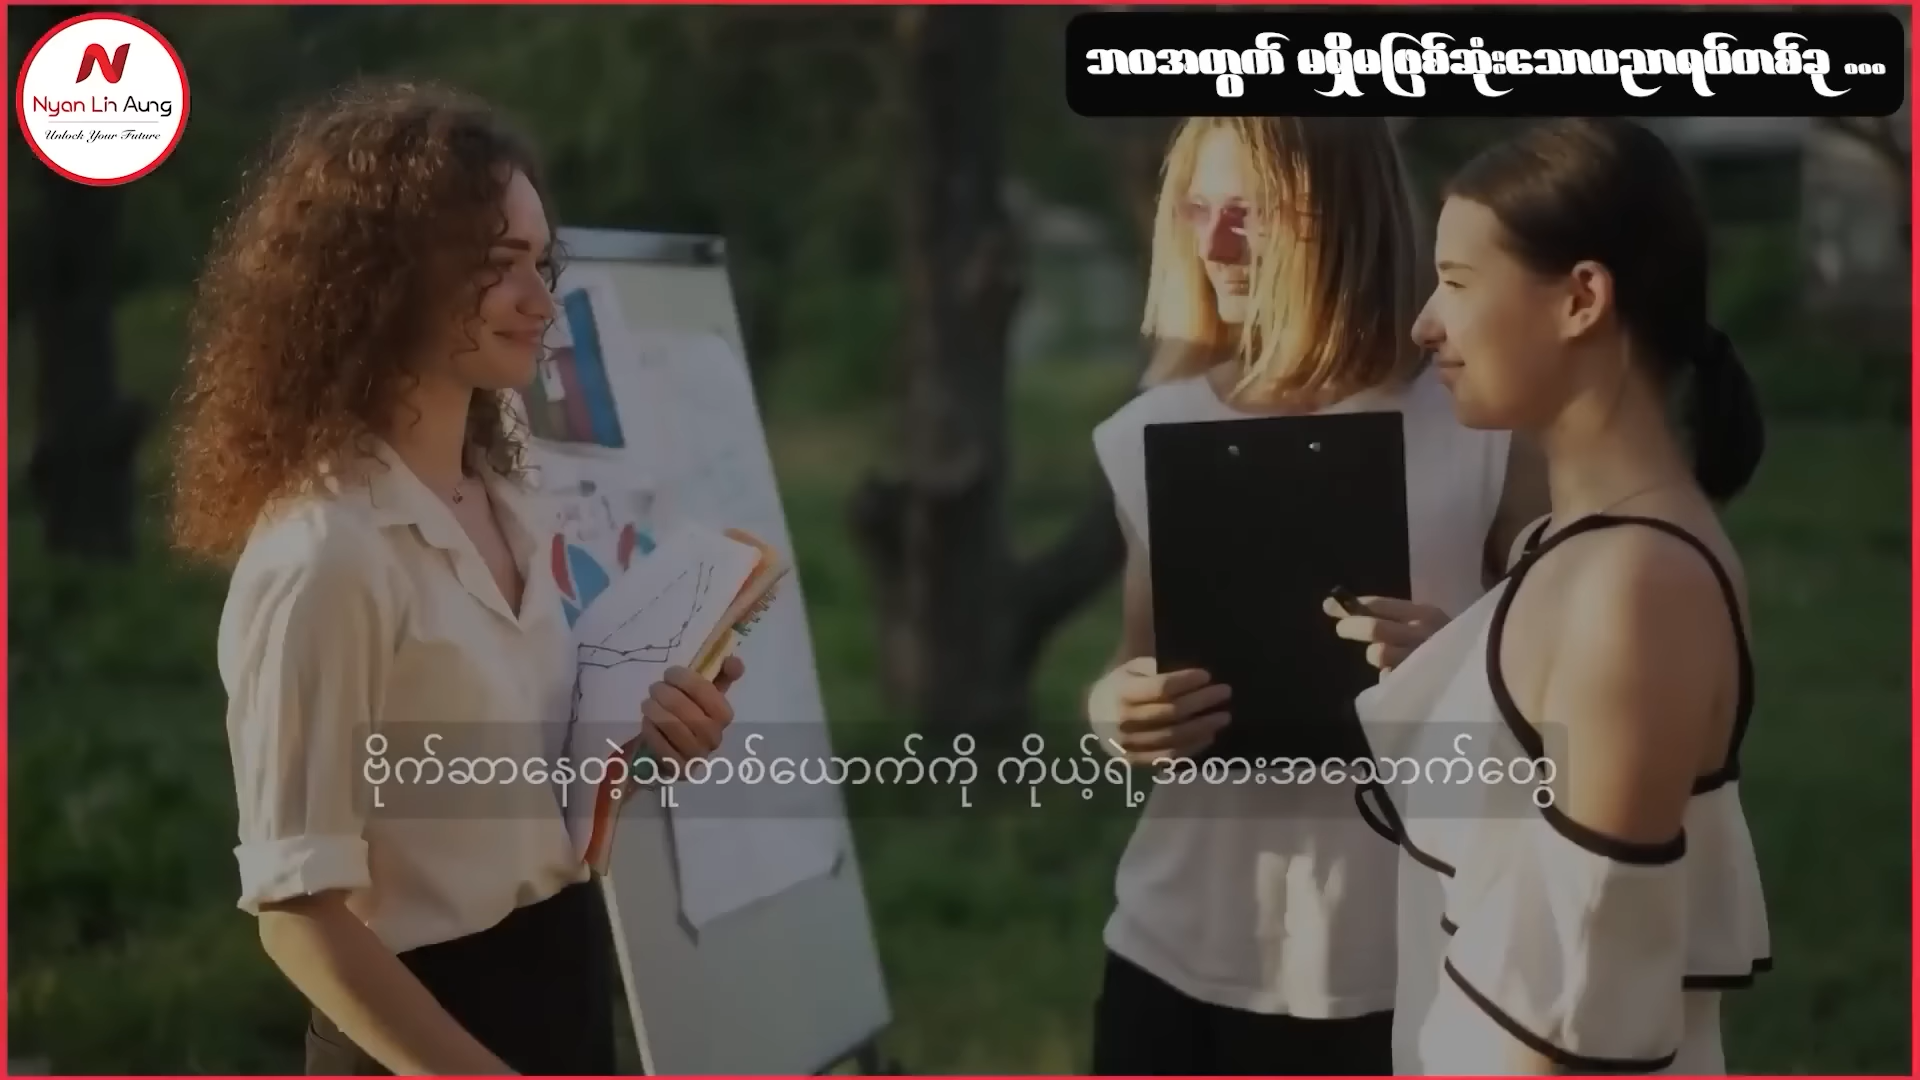 N
Nyan Lin Aung
Unlock Your Future
ဘဝအတွက် မရှိမဖြစ်ဆုံးသောပညာရပ်တစ်ခု ...
ဗိုက်ဆာနေတဲ့သူတစ်ယောက်ကို ကိုယ့်ရဲ့ အစားအသောက်တွေ